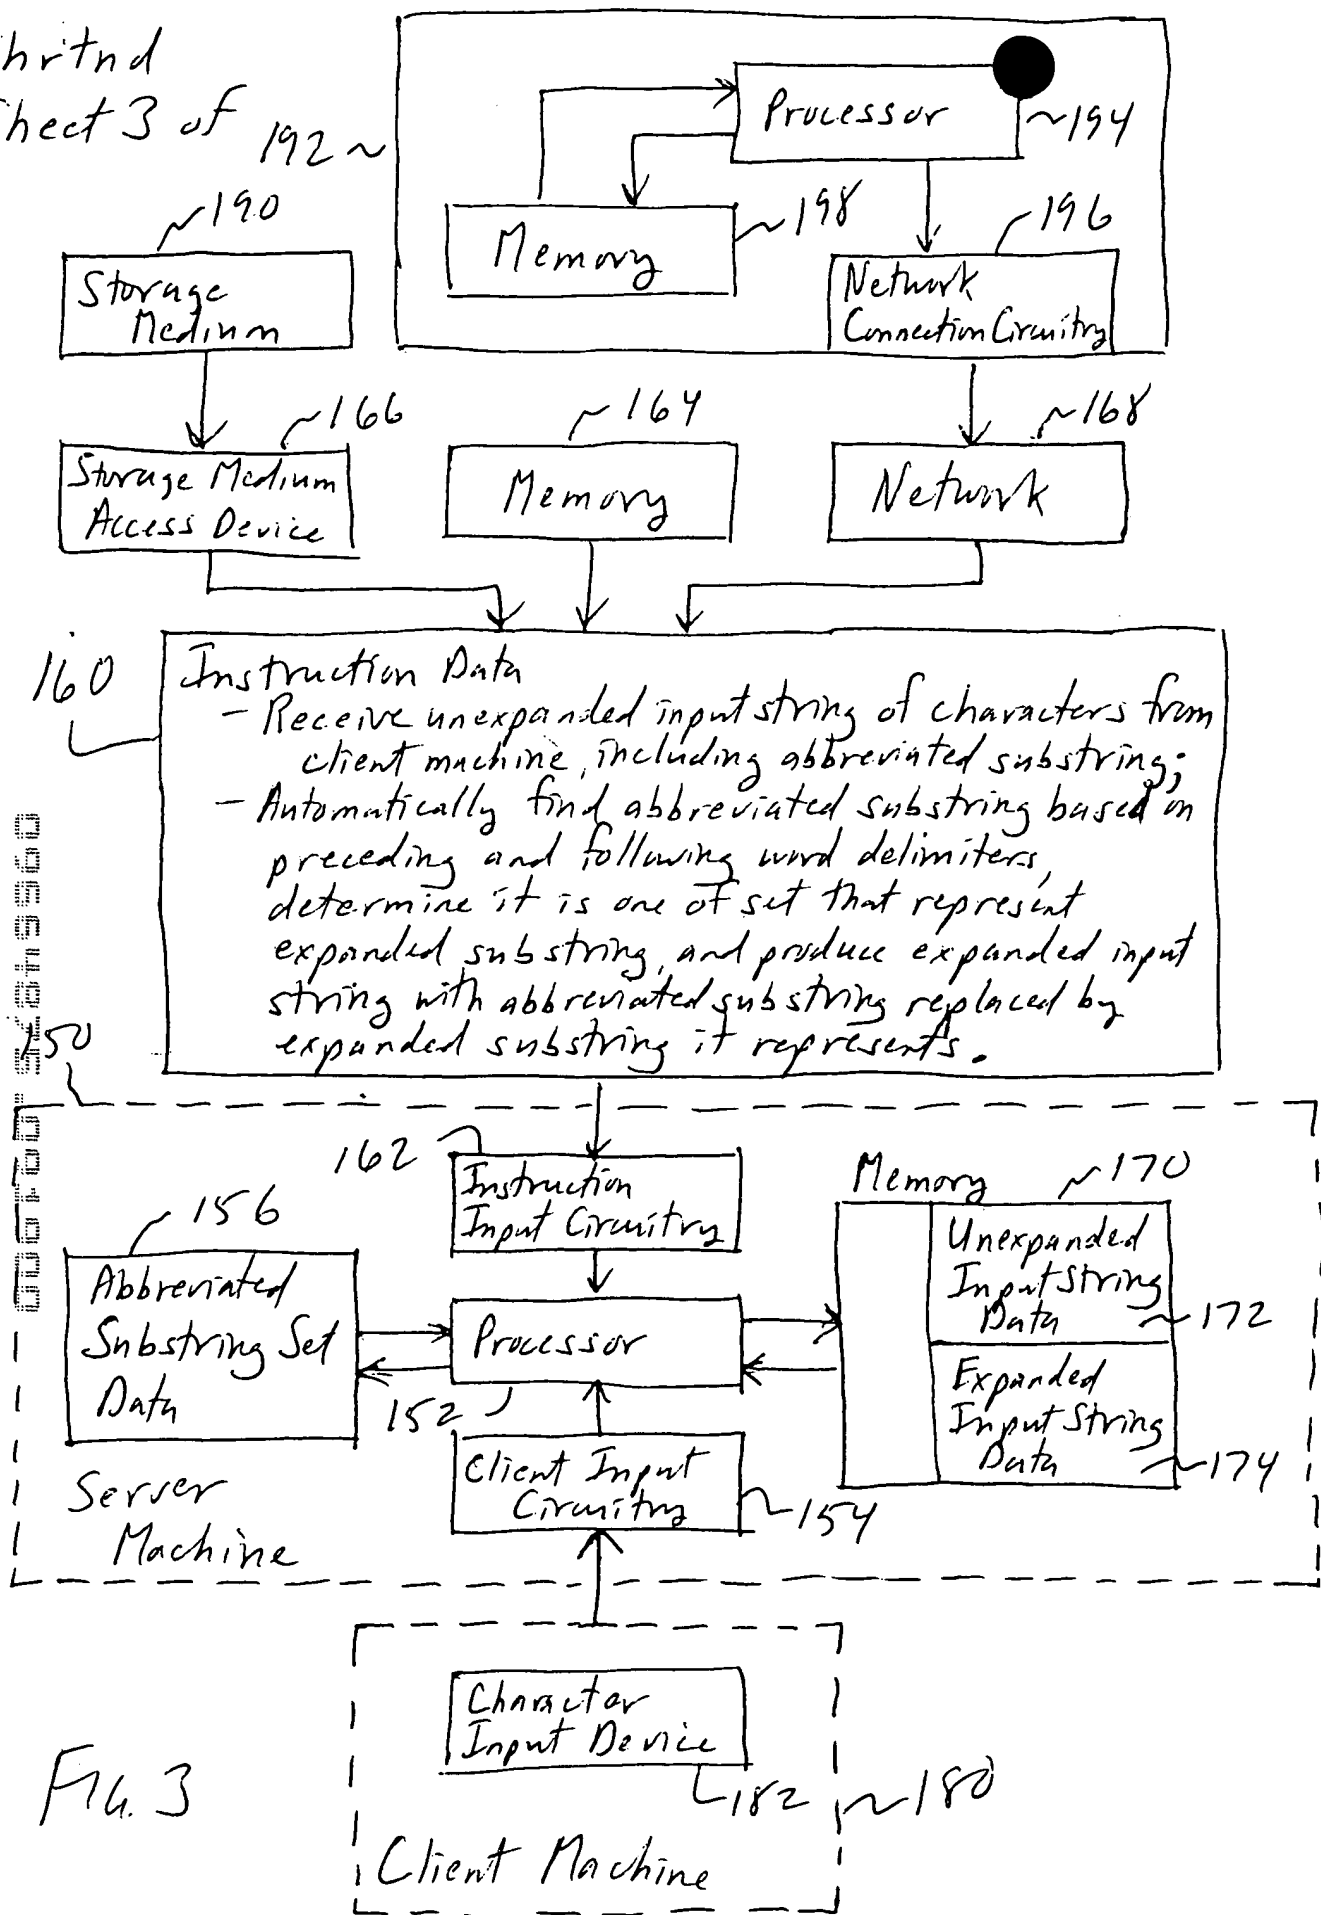 Sheet 3 of
192
Processor
194
190
Memory
198
196
Storage
Medium
Network
Connection Circuitry
166
164
168
Storage Medium
Access Device
Memory
Network
160
Instruction Data
- Receive unexpanded input string of characters from
client machine, including abbreviated substring;
- Automatically find abbreviated substring based on
preceding and following word delimiters,
determine it is one of set that represent
expanded substring, and produce expanded input
string with abbreviated substring replaced by
expanded substring it represents.
150
162
Instruction
Input Circuitry
Memory
170
156
Unexpanded
Input String
Data
172
Abbreviated
Substring Set
Data
Processor
152
Expanded
Input String
Data
174
Client Input
Circuitry
154
Server
Machine
Character
Input Device
182
180
FIG. 3
Client Machine